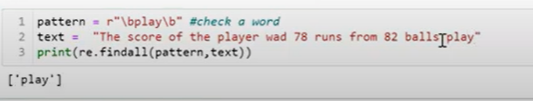 1 pattern = r"\bplay\b" #check a word
2 text = "The score of the player wad 78 runs from 82 balls play"
3 print(re.findall(pattern,text))
['play']